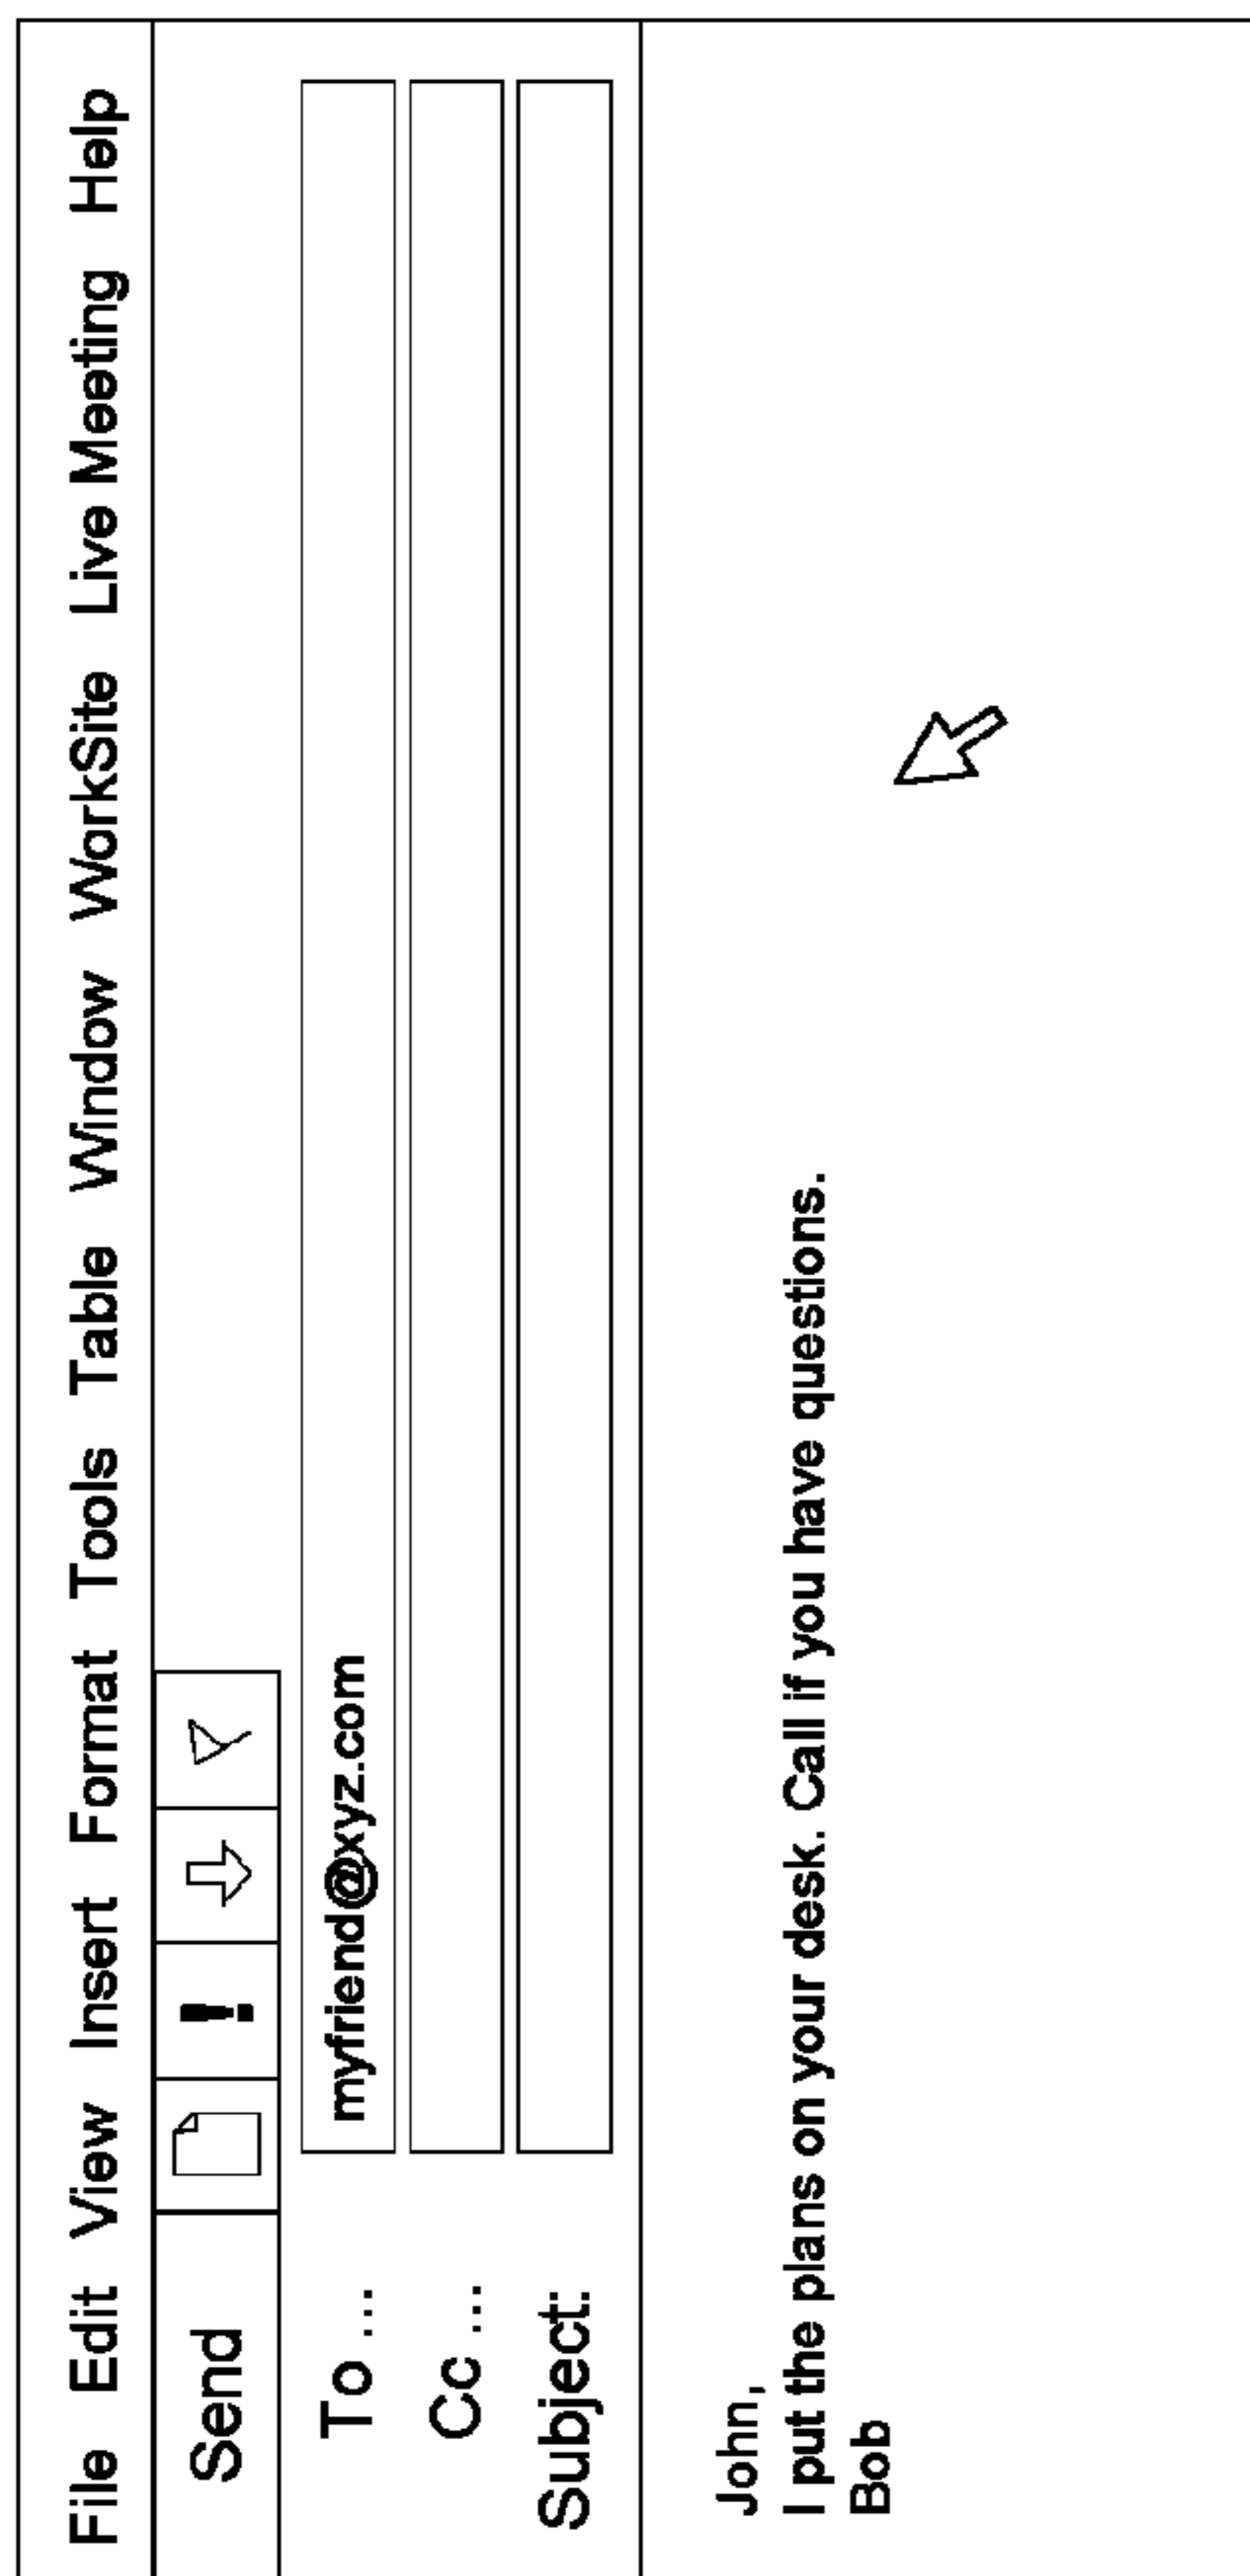 File Edit View Insert Format Tools Table Window WorkSite Live Meeting Help
Send !
To ... myfriend@xyz.com
Cc ...
Subject:
John,
I put the plans on your desk. Call if you have questions.
Bob